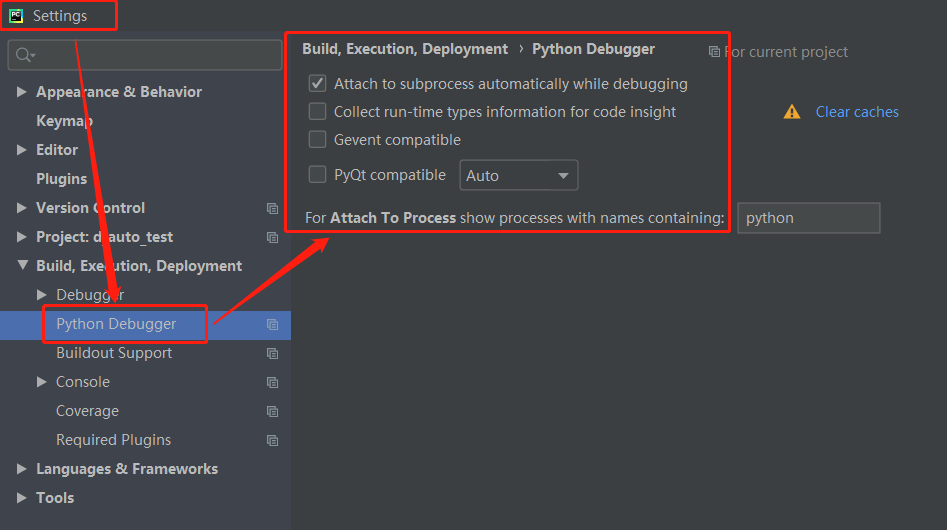 PC Settings
Build, Execution, Deployment › Python Debugger
For current project
Attach to subprocess automatically while debugging
Collect run-time types information for code insight
Clear caches
Gevent compatible
PyQt compatible
Auto
For Attach To Process show processes with names containing:
python
Appearance & Behavior
Keymap
Editor
Plugins
Version Control
Project: djauto_test
Build, Execution, Deployment
Debugger
Python Debugger
Buildout Support
Console
Coverage
Required Plugins
Languages & Frameworks
Tools